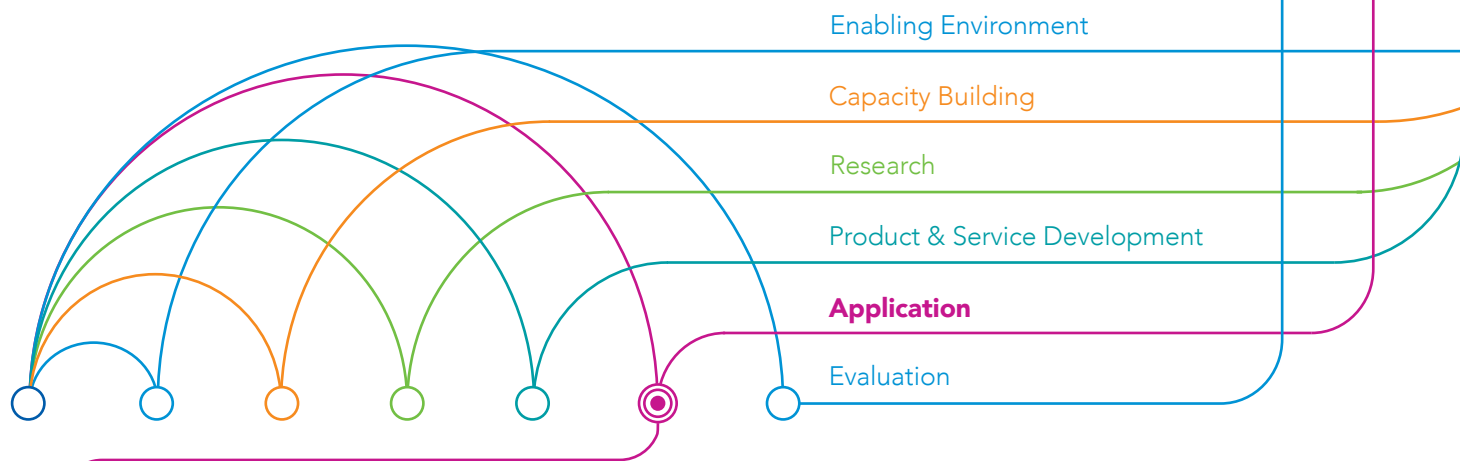 Enabling Environment
Capacity Building
Research
Product & Service Development
Application
Evaluation